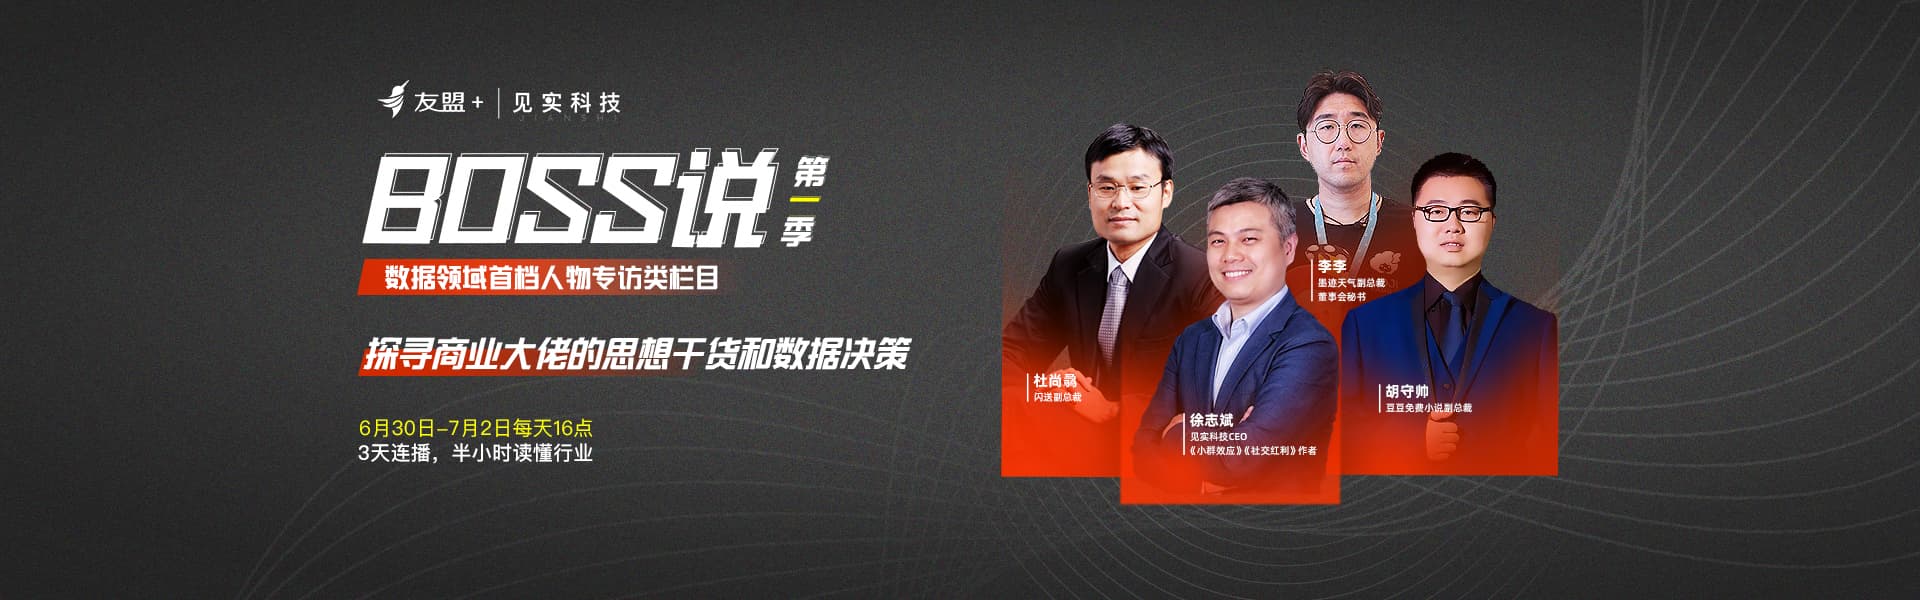 友盟+ 见实科技
JIANSHI
BOSS说
第一季
数据领域首档人物专访类栏目
探寻商业大佬的思想干货和数据决策
6月30日-7月2日每天16点
3天连播，半小时读懂行业
李李
墨迹天气副总裁
董事会秘书
杜尚骉
闪送副总裁
胡守帅
豆豆免费小说副总裁
徐志斌
见实科技CEO
《小群效应》《社交红利》作者